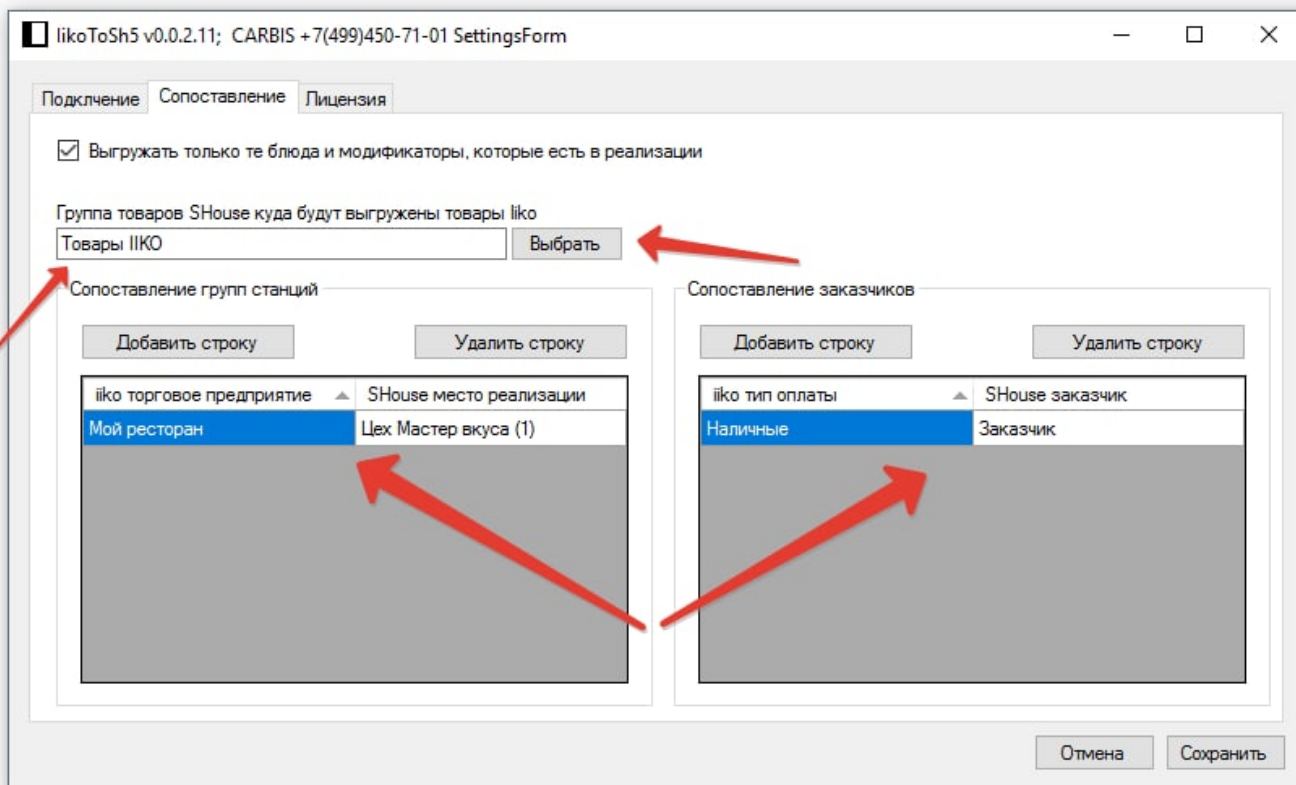 IikoToSh5 v0.0.2.11; CARBIS +7(499)450-71-01 SettingsForm
Подклчение Сопоставление Лицензия
Выгружать только те блюда и модификаторы, которые есть в реализации
Группа товаров SHouse куда будут выгружены товары Iiko
Товары IIKO Выбрать
Сопоставление групп станций
Добавить строку Удалить строку
iiko торговое предприятие SHouse место реализации
Мой ресторан Цех Мастер вкуса (1)
Сопоставление заказчиков
Добавить строку Удалить строку
iiko тип оплаты SHouse заказчик
Наличные Заказчик
Отмена Сохранить